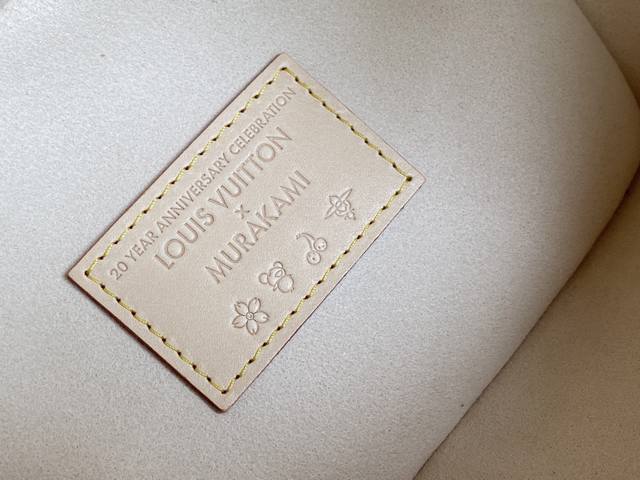 20 YEAR ANNIVERSARY CELEBRATION
LOUIS VUITTON
X
MURAKAMI